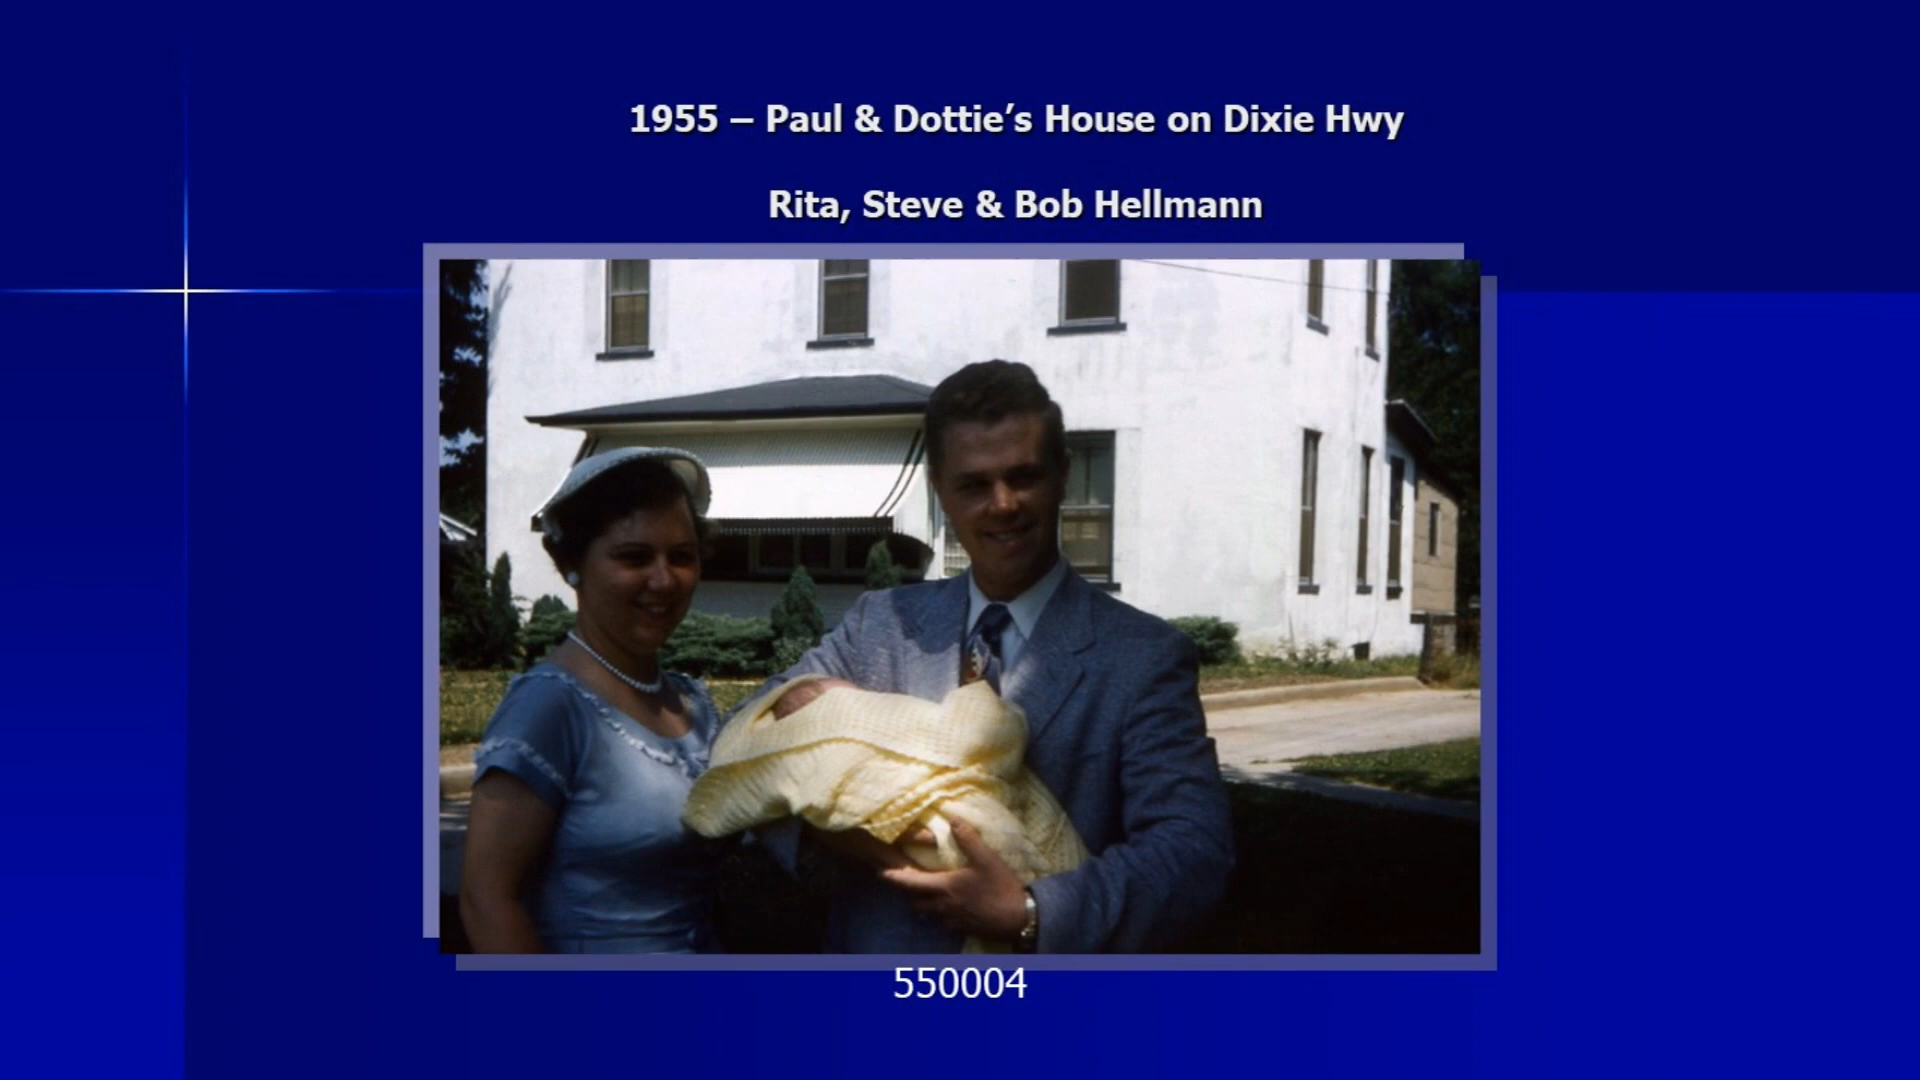 1955 – Paul & Dottie’s House on Dixie Hwy
Rita, Steve & Bob Hellmann
550004